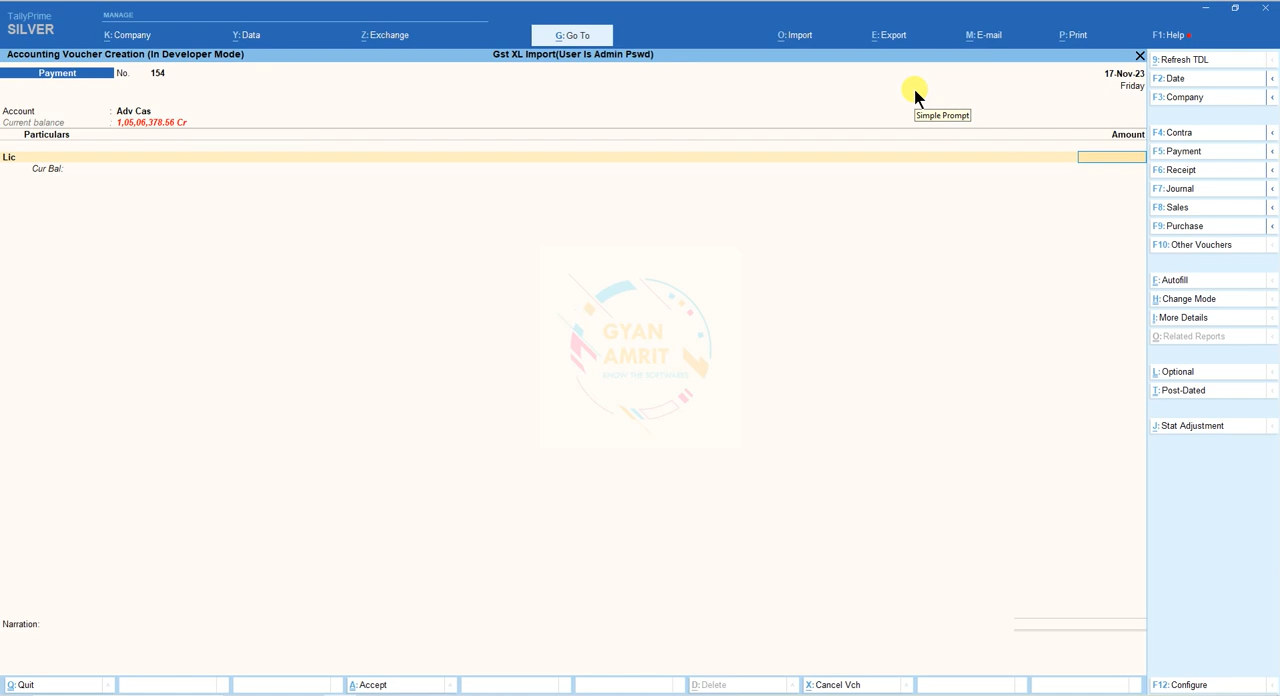 TallyPrime
SILVER
MANAGE
K: Company
Y: Data
Z: Exchange
G: Go To
O: Import
E: Export
M: E-mail
P: Print
F1: Help
Accounting Voucher Creation (In Developer Mode)
Gst XL Import(User Is Admin Pswd)
Payment No. 154
17-Nov-23
Friday
Account : Adv Cas
Current balance : 1,05,06,378.56 Cr
Simple Prompt
Particulars Amount
Lic
Cur Bal:
GYAN
AMRIT
KNOW THE SOFTWARES
Narration:
9: Refresh TDL
F2: Date
F3: Company
F4: Contra
F5: Payment
F6: Receipt
F7: Journal
F8: Sales
F9: Purchase
F10: Other Vouchers
F: Autofill
H: Change Mode
I: More Details
O: Related Reports
L: Optional
T: Post-Dated
J: Stat Adjustment
Q: Quit
A: Accept
D: Delete
X: Cancel Vch
F12: Configure